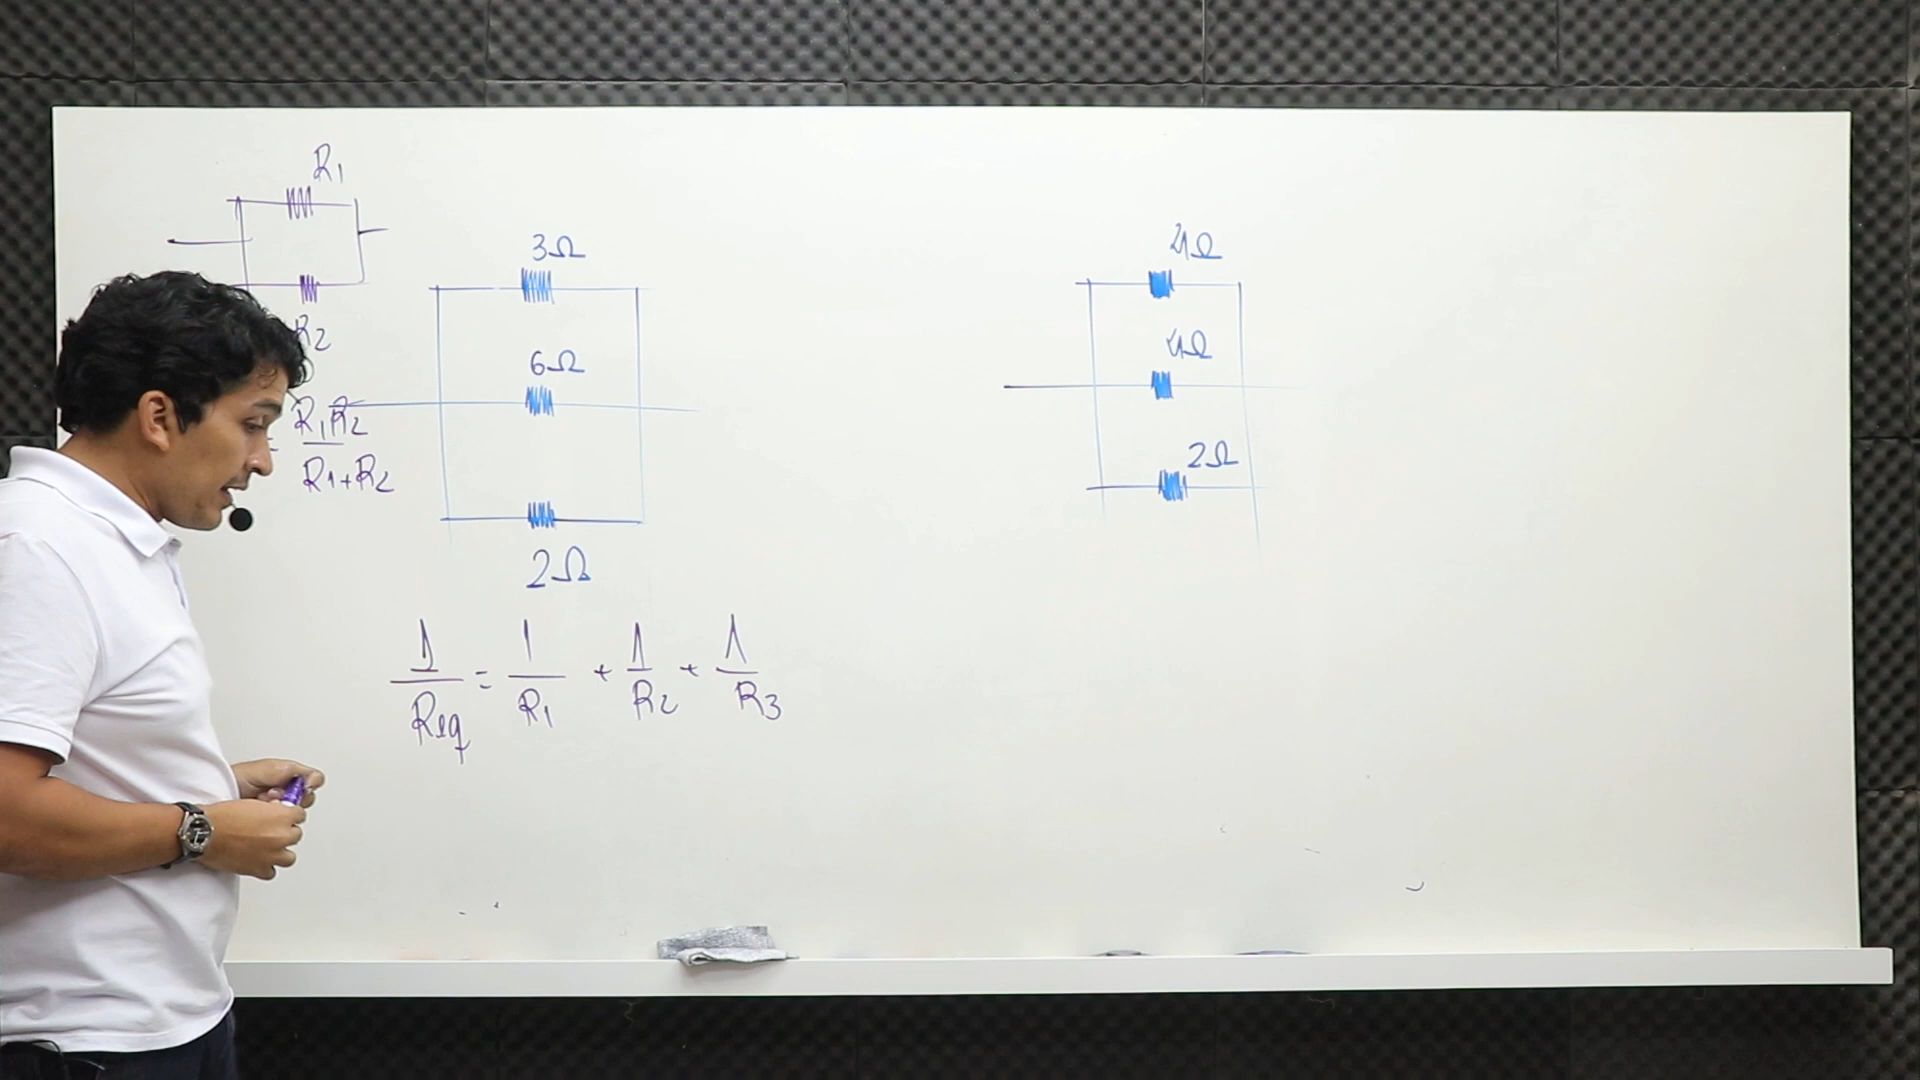 R1
R2
= R1R2
R1+R2
3Ω
6Ω
2Ω
1/Req = 1/R1 + 1/R2 + 1/R3
4Ω
4Ω
2Ω